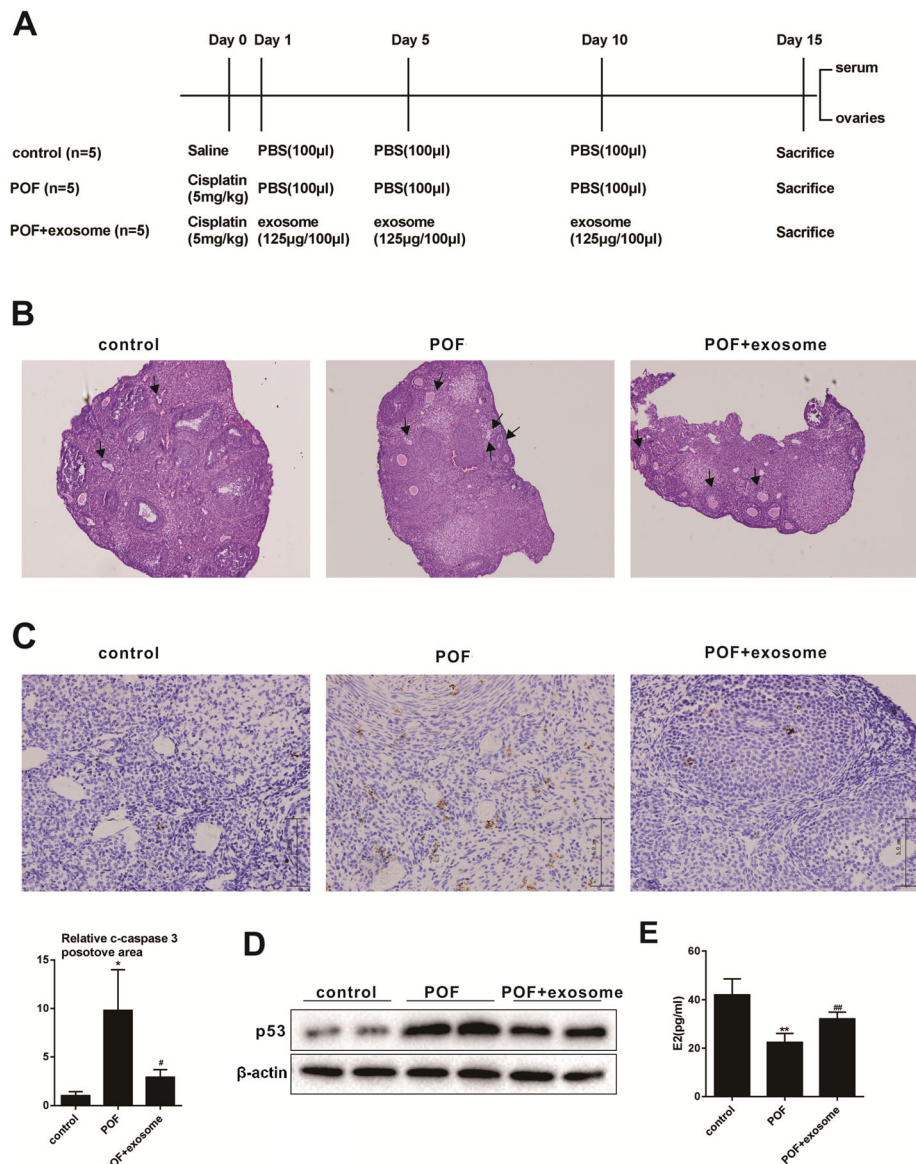 A
Day 0 Day 1 Day 5 Day 10 Day 15
serum
ovaries
control (n=5) Saline PBS(100μl) PBS(100μl) PBS(100μl) Sacrifice
POF (n=5) Cisplatin (5mg/kg) PBS(100μl) PBS(100μl) PBS(100μl) Sacrifice
POF+exosome (n=5) Cisplatin (5mg/kg) exosome (125μg/100μl) exosome (125μg/100μl) exosome (125μg/100μl) Sacrifice
B
control POF POF+exosome
C
control POF POF+exosome
Relative c-caspase 3
posotove area
15
10
5
0
*
#
control POF OF+exosome
D
control POF POF+exosome
p53
β-actin
E
E2(pg/ml)
60
40
20
0
**
##
control POF POF+exosome